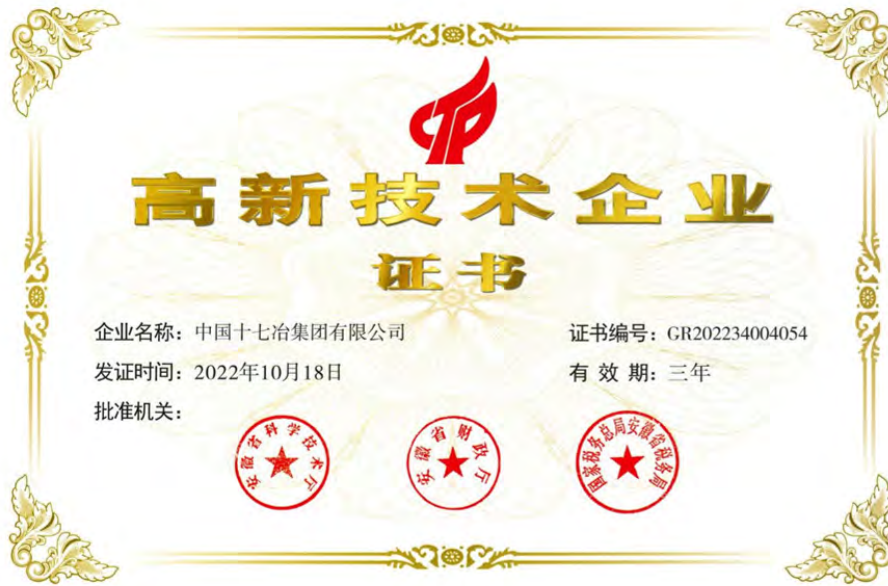 高新技术企业
证书
企业名称：中国十七冶集团有限公司
证书编号：GR202234004054
发证时间：2022年10月18日
有效期：三年
批准机关：
安徽省科学技术厅
安徽省财政厅
国家税务总局安徽省税务局